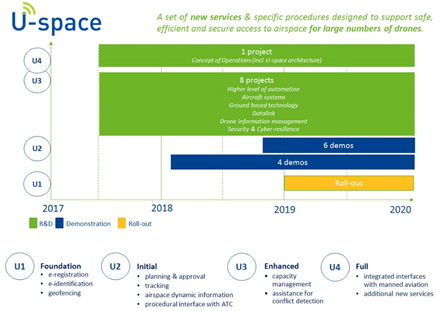 U-space
A set of new services & specific procedures designed to support safe,
efficient and secure access to airspace for large numbers of drones.
U4
1 project
Concept of Operations (incl. U-space architecture)
U3
8 projects
Higher level of automation
Aircraft systems
Ground based technology
Datalink
Drone information management
Security & Cyber-resilience
U2
6 demos
4 demos
U1
Roll-out
2017
2018
2019
2020
R&D
Demonstration
Roll-out
U1
Foundation
• e-registration
• e-identification
• geofencing
U2
Initial
• planning & approval
• tracking
• airspace dynamic information
• procedural interface with ATC
U3
Enhanced
• capacity
management
• assistance for
conflict detection
U4
Full
• integrated interfaces
with manned aviation
• additional new services